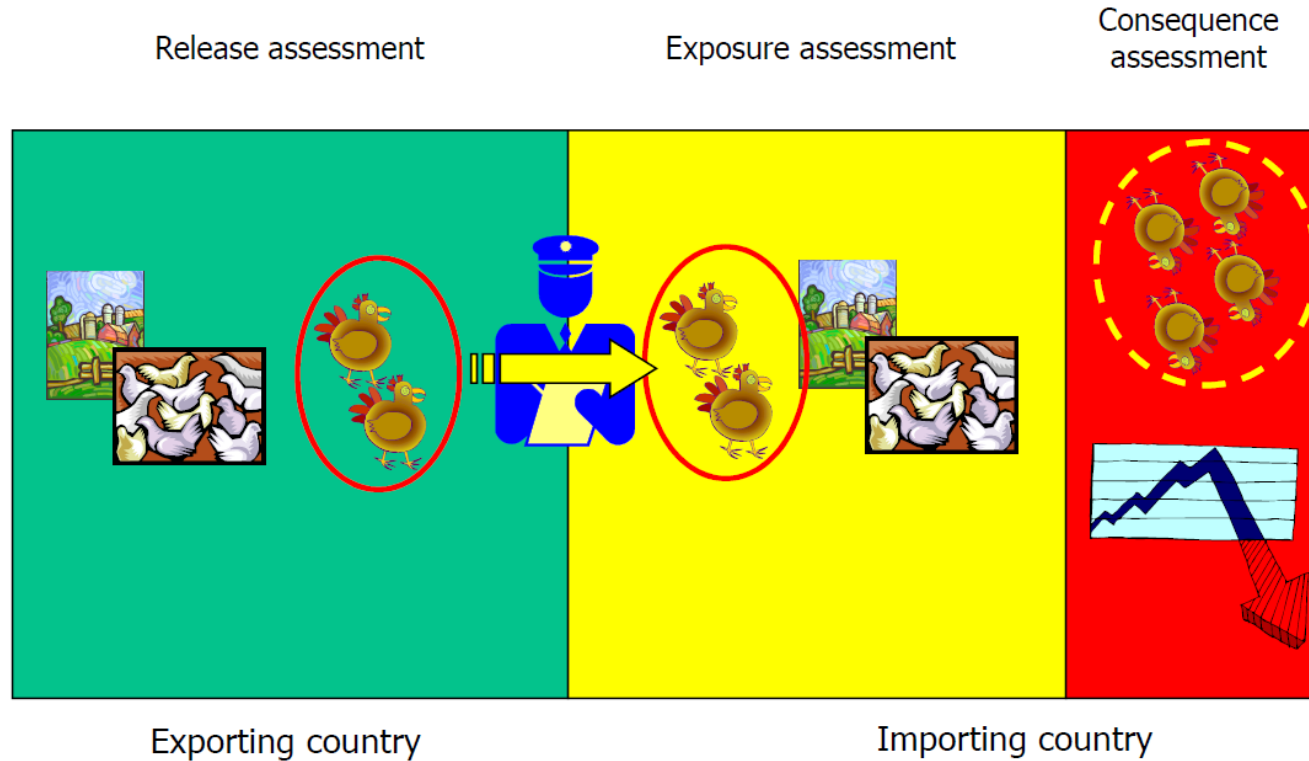 Release assessment
Exposure assessment
Consequence
assessment
Exporting country
Importing country